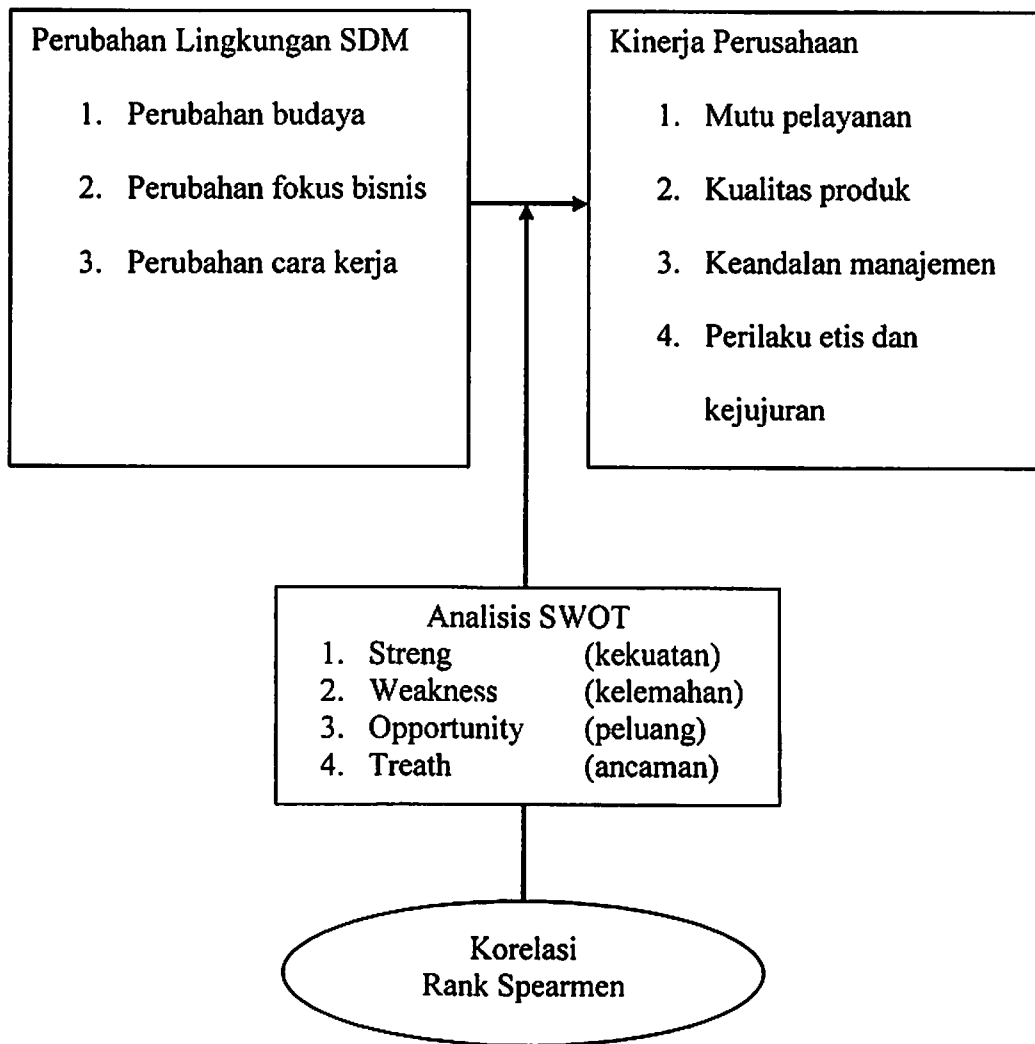 Perubahan Lingkungan SDM
1. Perubahan budaya
2. Perubahan fokus bisnis
3. Perubahan cara kerja
Kinerja Perusahaan
1. Mutu pelayanan
2. Kualitas produk
3. Keandalan manajemen
4. Perilaku etis dan
kejujuran
Analisis SWOT
1. Streng (kekuatan)
2. Weakness (kelemahan)
3. Opportunity (peluang)
4. Treath (ancaman)
Korelasi
Rank Spearmen